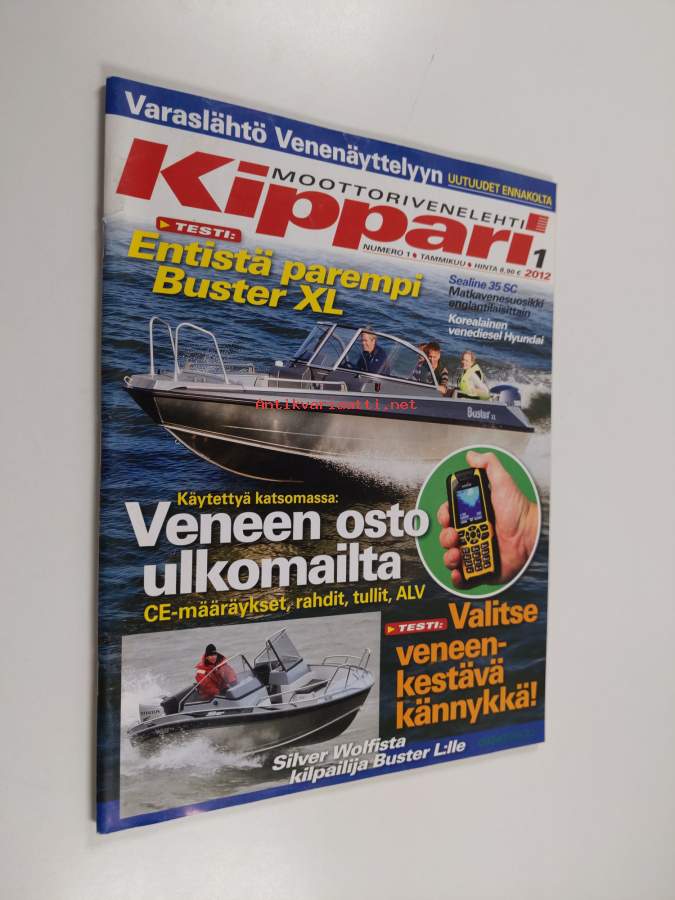 Varaslähtö Venenäyttelyyn UUTUUDET ENNAKOLTA
MOOTTORIVENELEHTI
Kippari
NUMERO 1 • TAMMIKUU • HINTA 8,90 € 2012
1
TESTI:
Entistä parempi
Buster XL
Sealine 35 SC
Matkavenesuosikki
englantilaisittain
Korealainen
venediesel Hyundai
Antikvariaatti.net
Buster XL
Käytettyä katsomassa:
Veneen osto
ulkomailta
CE-määräykset, rahdit, tullit, ALV
TESTI: Valitse
veneen-
kestävä
kännykkä!
Silver Wolfista
kilpailija Buster L:lle